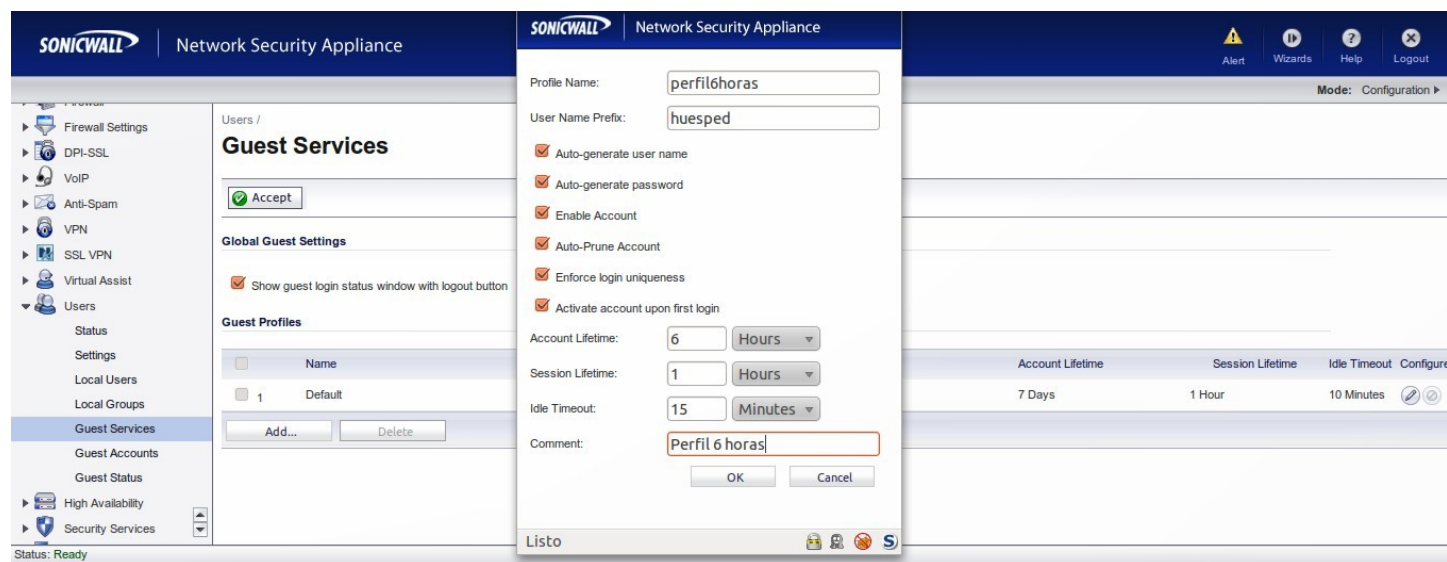 SONICWALL | Network Security Appliance
Alert Wizards Help Logout
Mode: Configuration
Firewall Settings
DPI-SSL
VoIP
Anti-Spam
VPN
SSL VPN
Virtual Assist
Users
Status
Settings
Local Users
Local Groups
Guest Services
Guest Accounts
Guest Status
High Availability
Security Services
Status: Ready
Users /
Guest Services
Accept
Global Guest Settings
Show guest login status window with logout button
Guest Profiles
Name Account Lifetime Session Lifetime Idle Timeout Configure
1 Default 7 Days 1 Hour 10 Minutes
Add... Delete
SONICWALL | Network Security Appliance
Profile Name: perfil6horas
User Name Prefix: huesped
Auto-generate user name
Auto-generate password
Enable Account
Auto-Prune Account
Enforce login uniqueness
Activate account upon first login
Account Lifetime: 6 Hours
Session Lifetime: 1 Hours
Idle Timeout: 15 Minutes
Comment: Perfil 6 horas
OK Cancel
Listo